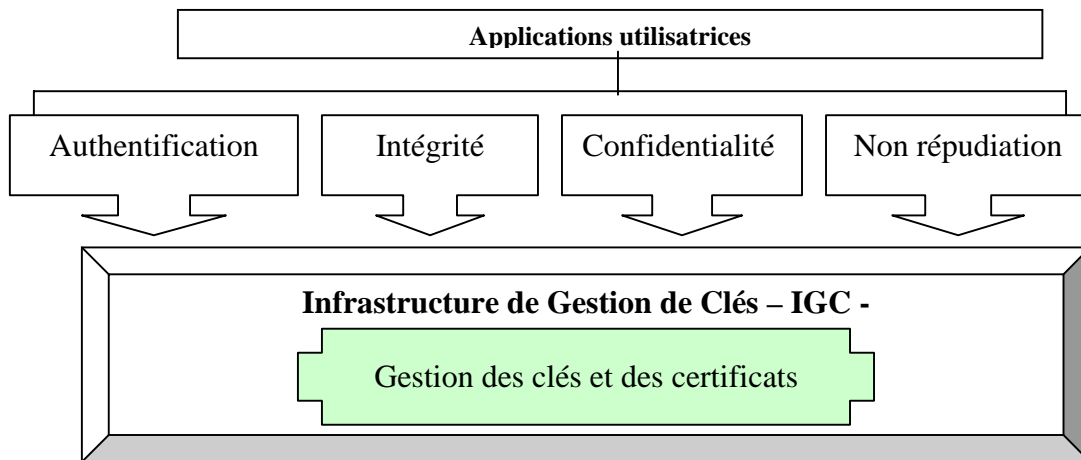 Applications utilisatrices
Authentification
Intégrité
Confidentialité
Non répudiation
Infrastructure de Gestion de Clés – IGC -
Gestion des clés et des certificats